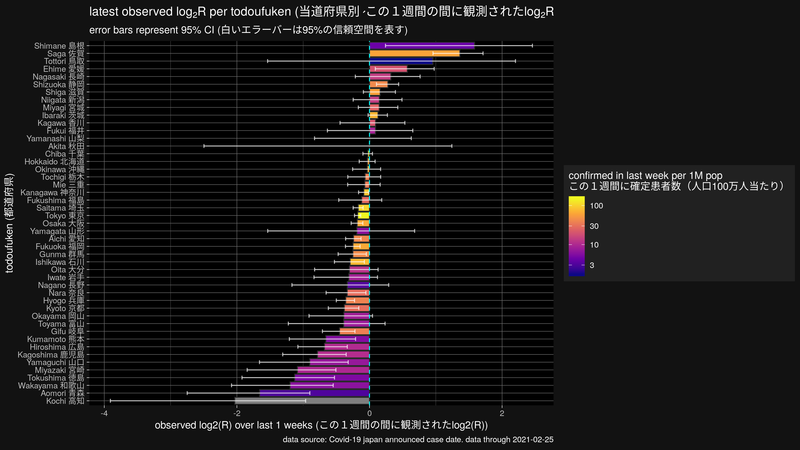 latest observed log₂R per todoufuken (当道府県別 この１週間の間に観測されたlog₂R
error bars represent 95% CI (白いエラーバーは95%の信頼空間を表す)
todoufuken (都道府県)
Shimane 島根
Saga 佐賀
Tottori 鳥取
Ehime 愛媛
Nagasaki 長崎
Shizuoka 静岡
Shiga 滋賀
Niigata 新潟
Miyagi 宮城
Ibaraki 茨城
Kagawa 香川
Fukui 福井
Yamanashi 山梨
Akita 秋田
Chiba 千葉
Hokkaido 北海道
Okinawa 沖縄
Tochigi 栃木
Mie 三重
Kanagawa 神奈川
Fukushima 福島
Saitama 埼玉
Tokyo 東京
Osaka 大阪
Yamagata 山形
Aichi 愛知
Fukuoka 福岡
Gunma 群馬
Ishikawa 石川
Oita 大分
Iwate 岩手
Nagano 長野
Nara 奈良
Hyogo 兵庫
Kyoto 京都
Okayama 岡山
Toyama 富山
Gifu 岐阜
Kumamoto 熊本
Hiroshima 広島
Kagoshima 鹿児島
Yamaguchi 山口
Miyazaki 宮崎
Tokushima 徳島
Wakayama 和歌山
Aomori 青森
Kochi 高知
-4 -2 0 2
observed log2(R) over last 1 weeks (この１週間の間に観測されたlog2(R))
data source: Covid-19 japan announced case date. data through 2021-02-25
confirmed in last week per 1M pop
この１週間に確定患者数（人口100万人当たり）
100
30
10
3